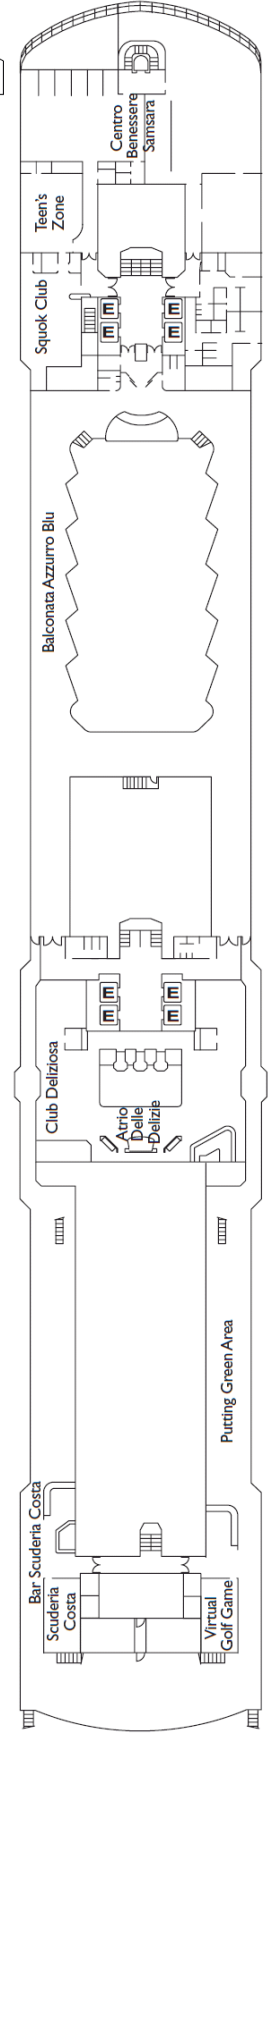 Centro
Benessere
Samsara
Teen's
Zone
Squok Club
E E
E E
Balconata Azzurro Blu
E E
E E
Club Deliziosa
Atrio
Delle
Delizie
Putting Green Area
Bar Scuderia Costa
Scuderia
Costa
Virtual
Golf Game